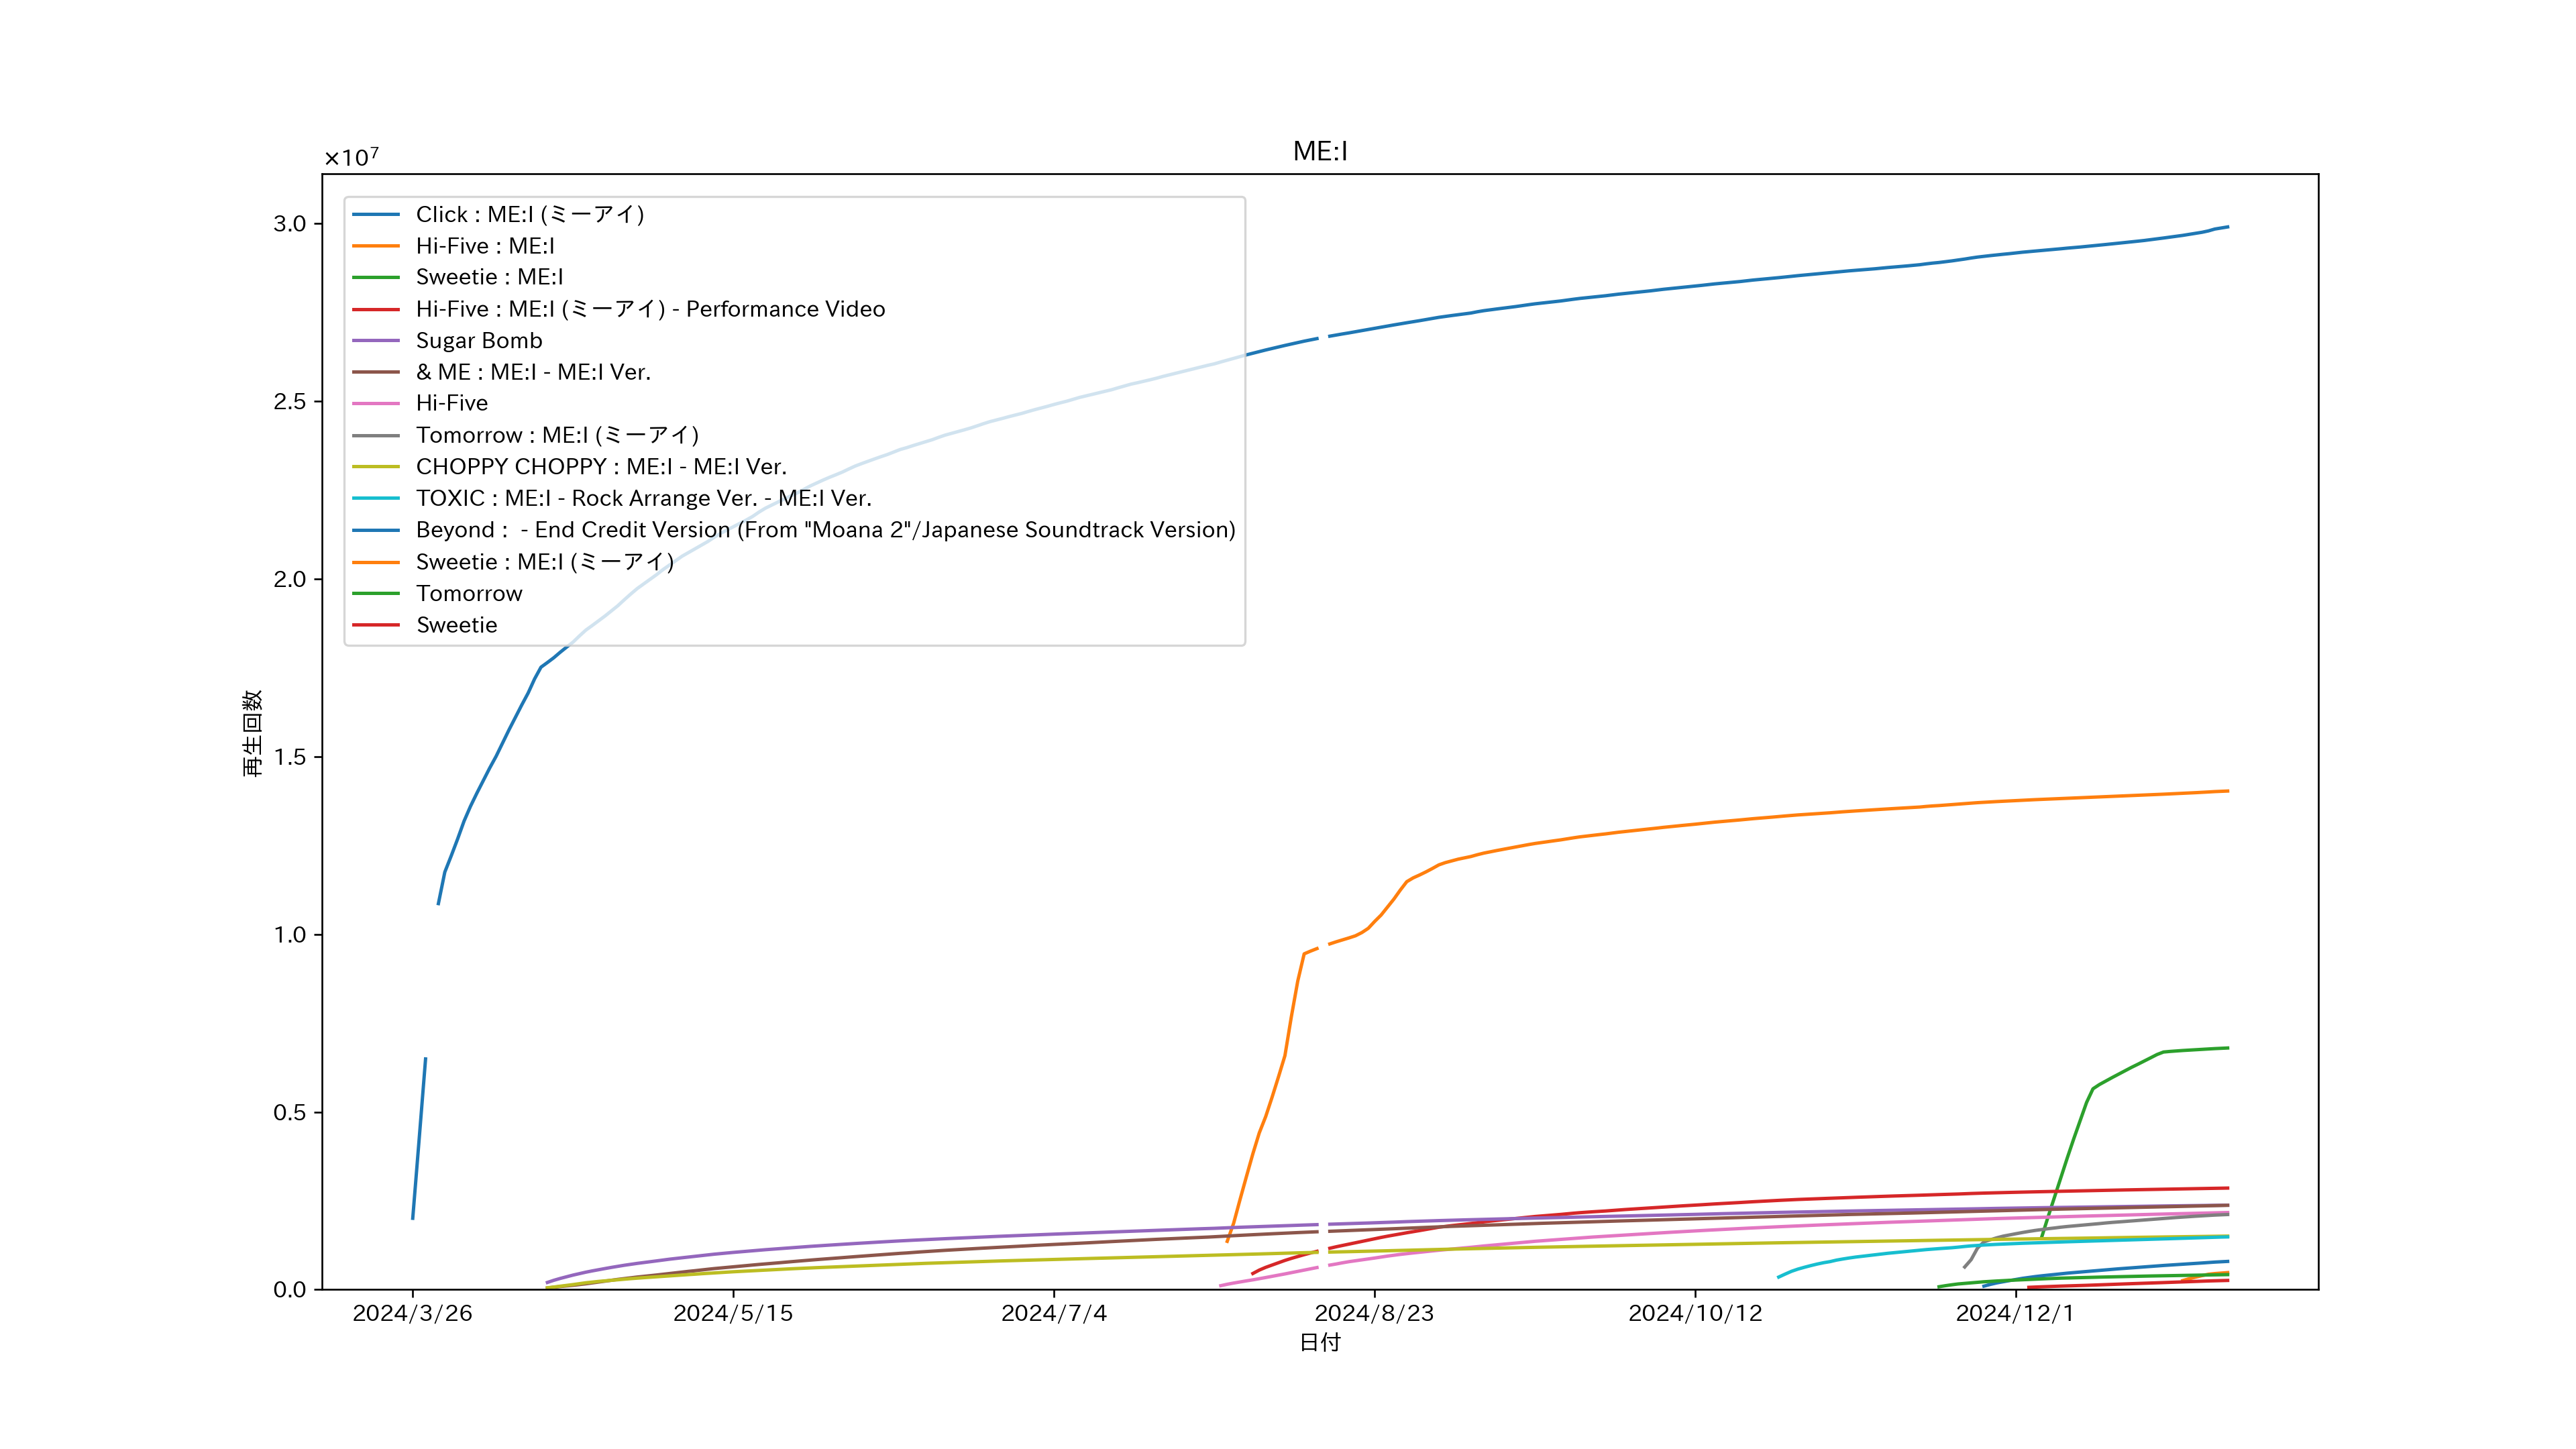 ME:I
×10⁷
3.0
2.5
2.0
1.5
1.0
0.5
0.0
再生回数
Click : ME:I (ミーアイ)
Hi-Five : ME:I
Sweetie : ME:I
Hi-Five : ME:I (ミーアイ) - Performance Video
Sugar Bomb
& ME : ME:I - ME:I Ver.
Hi-Five
Tomorrow : ME:I (ミーアイ)
CHOPPY CHOPPY : ME:I - ME:I Ver.
TOXIC : ME:I - Rock Arrange Ver. - ME:I Ver.
Beyond :  - End Credit Version (From "Moana 2"/Japanese Soundtrack Version)
Sweetie : ME:I (ミーアイ)
Tomorrow
Sweetie
2024/3/26 2024/5/15 2024/7/4 2024/8/23 2024/10/12 2024/12/1
日付